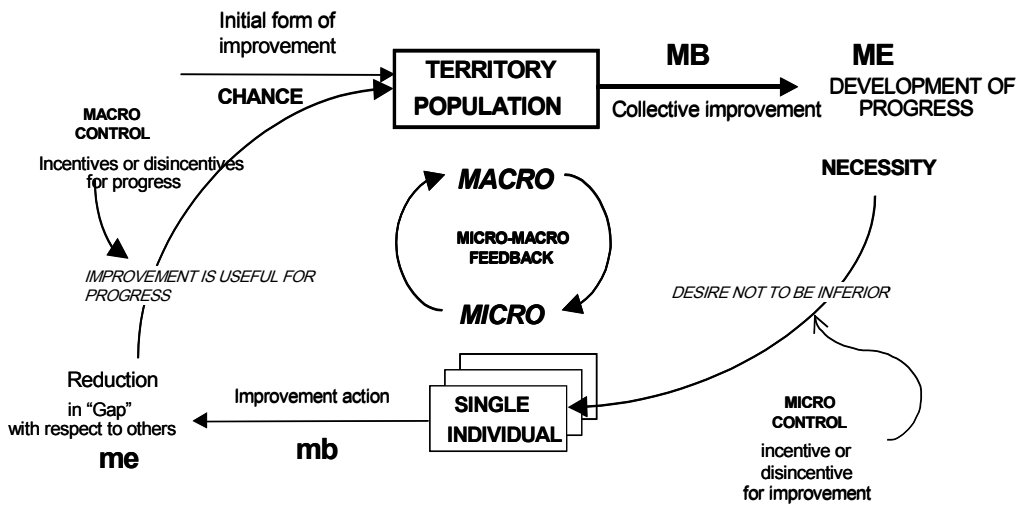 Initial form of
improvement
CHANCE
TERRITORY
POPULATION
MB
Collective improvement
ME
DEVELOPMENT OF
PROGRESS
MACRO
CONTROL
Incentives or disincentives
for progress
NECESSITY
MACRO
MICRO-MACRO
FEEDBACK
MICRO
IMPROVEMENT IS USEFUL FOR
PROGRESS
DESIRE NOT TO BE INFERIOR
Reduction
in “Gap”
with respect to others
me
Improvement action
mb
SINGLE
INDIVIDUAL
MICRO
CONTROL
incentive or
disincentive
for improvement